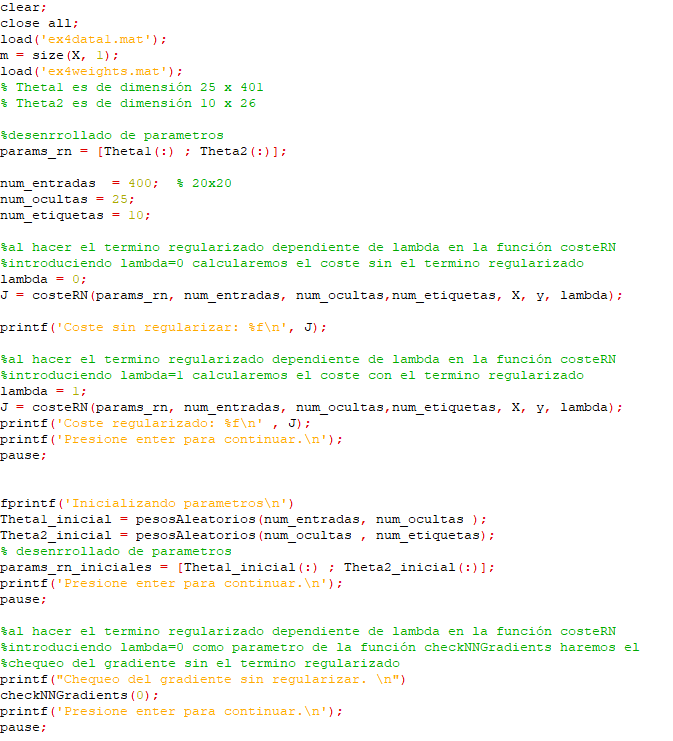 clear;
close all;
load('ex4data1.mat');
m = size(X, 1);
load('ex4weights.mat');
% Theta1 es de dimensión 25 x 401
% Theta2 es de dimensión 10 x 26
%desenrrollado de parametros
params_rn = [Theta1(:) ; Theta2(:)];
num_entradas  = 400;  % 20x20
num_ocultas = 25;
num_etiquetas = 10;
%al hacer el termino regularizado dependiente de lambda en la función costeRN
%introduciendo lambda=0 calcularemos el coste sin el termino regularizado
lambda = 0;
J = costeRN(params_rn, num_entradas, num_ocultas,num_etiquetas, X, y, lambda);
printf('Coste sin regularizar: %f\n', J);
%al hacer el termino regularizado dependiente de lambda en la función costeRN
%introduciendo lambda=1 calcularemos el coste con el termino regularizado
lambda = 1;
J = costeRN(params_rn, num_entradas, num_ocultas,num_etiquetas, X, y, lambda);
printf('Coste regularizado: %f\n' , J);
printf('Presione enter para continuar.\n');
pause;
fprintf('Inicializando parametros\n')
Theta1_inicial = pesosAleatorios(num_entradas, num_ocultas );
Theta2_inicial = pesosAleatorios(num_ocultas , num_etiquetas);
% desenrrollado de parametros
params_rn_iniciales = [Theta1_inicial(:) ; Theta2_inicial(:)];
printf('Presione enter para continuar.\n');
pause;
%al hacer el termino regularizado dependiente de lambda en la función costeRN
%introduciendo lambda=0 como parametro de la función checkNNGradients haremos el
%chequeo del gradiente sin el termino regularizado
printf("Chequeo del gradiente sin regularizar. \n")
checkNNGradients(0);
printf('Presione enter para continuar.\n');
pause;